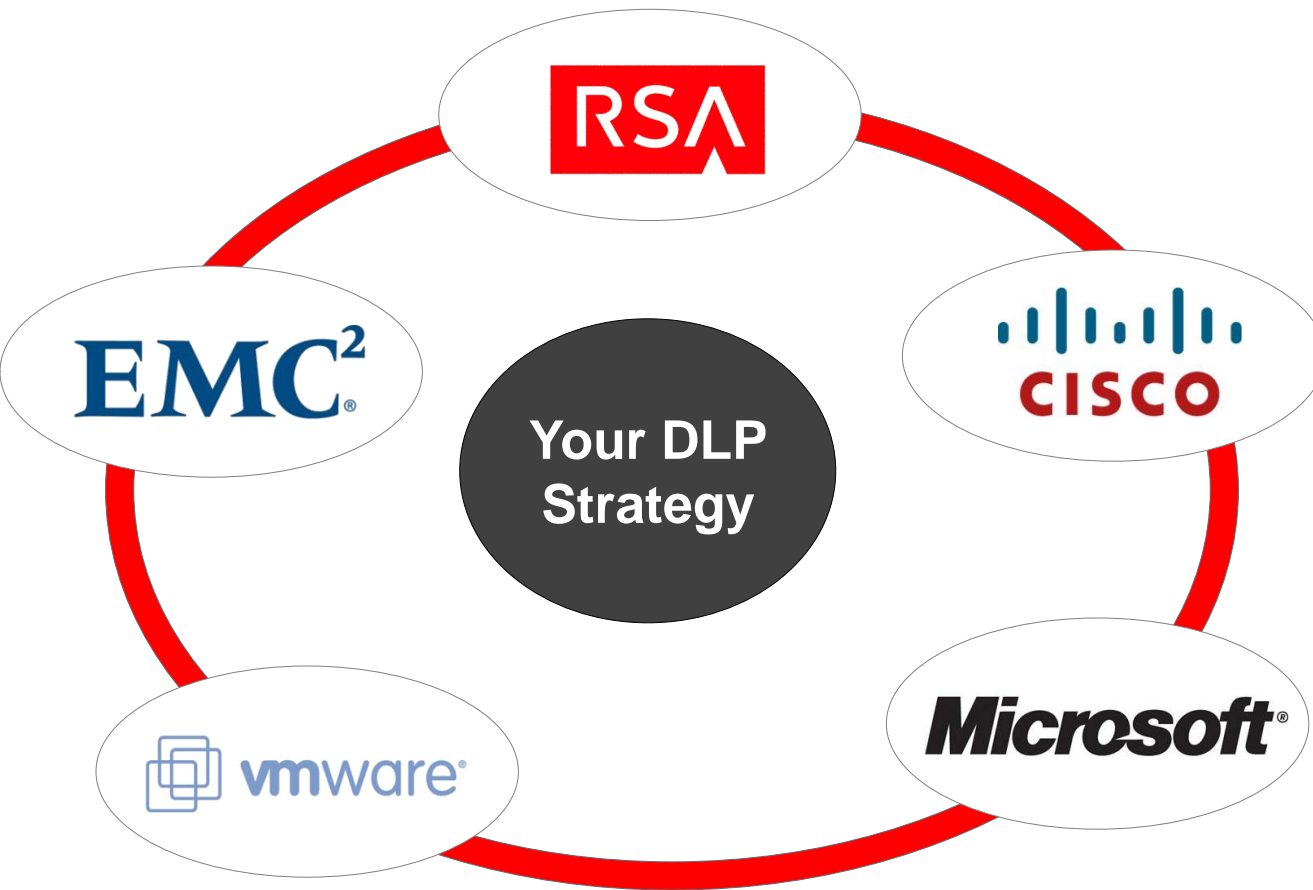 RSA
EMC²®
CISCO
Your DLP
Strategy
Microsoft®
vmware®